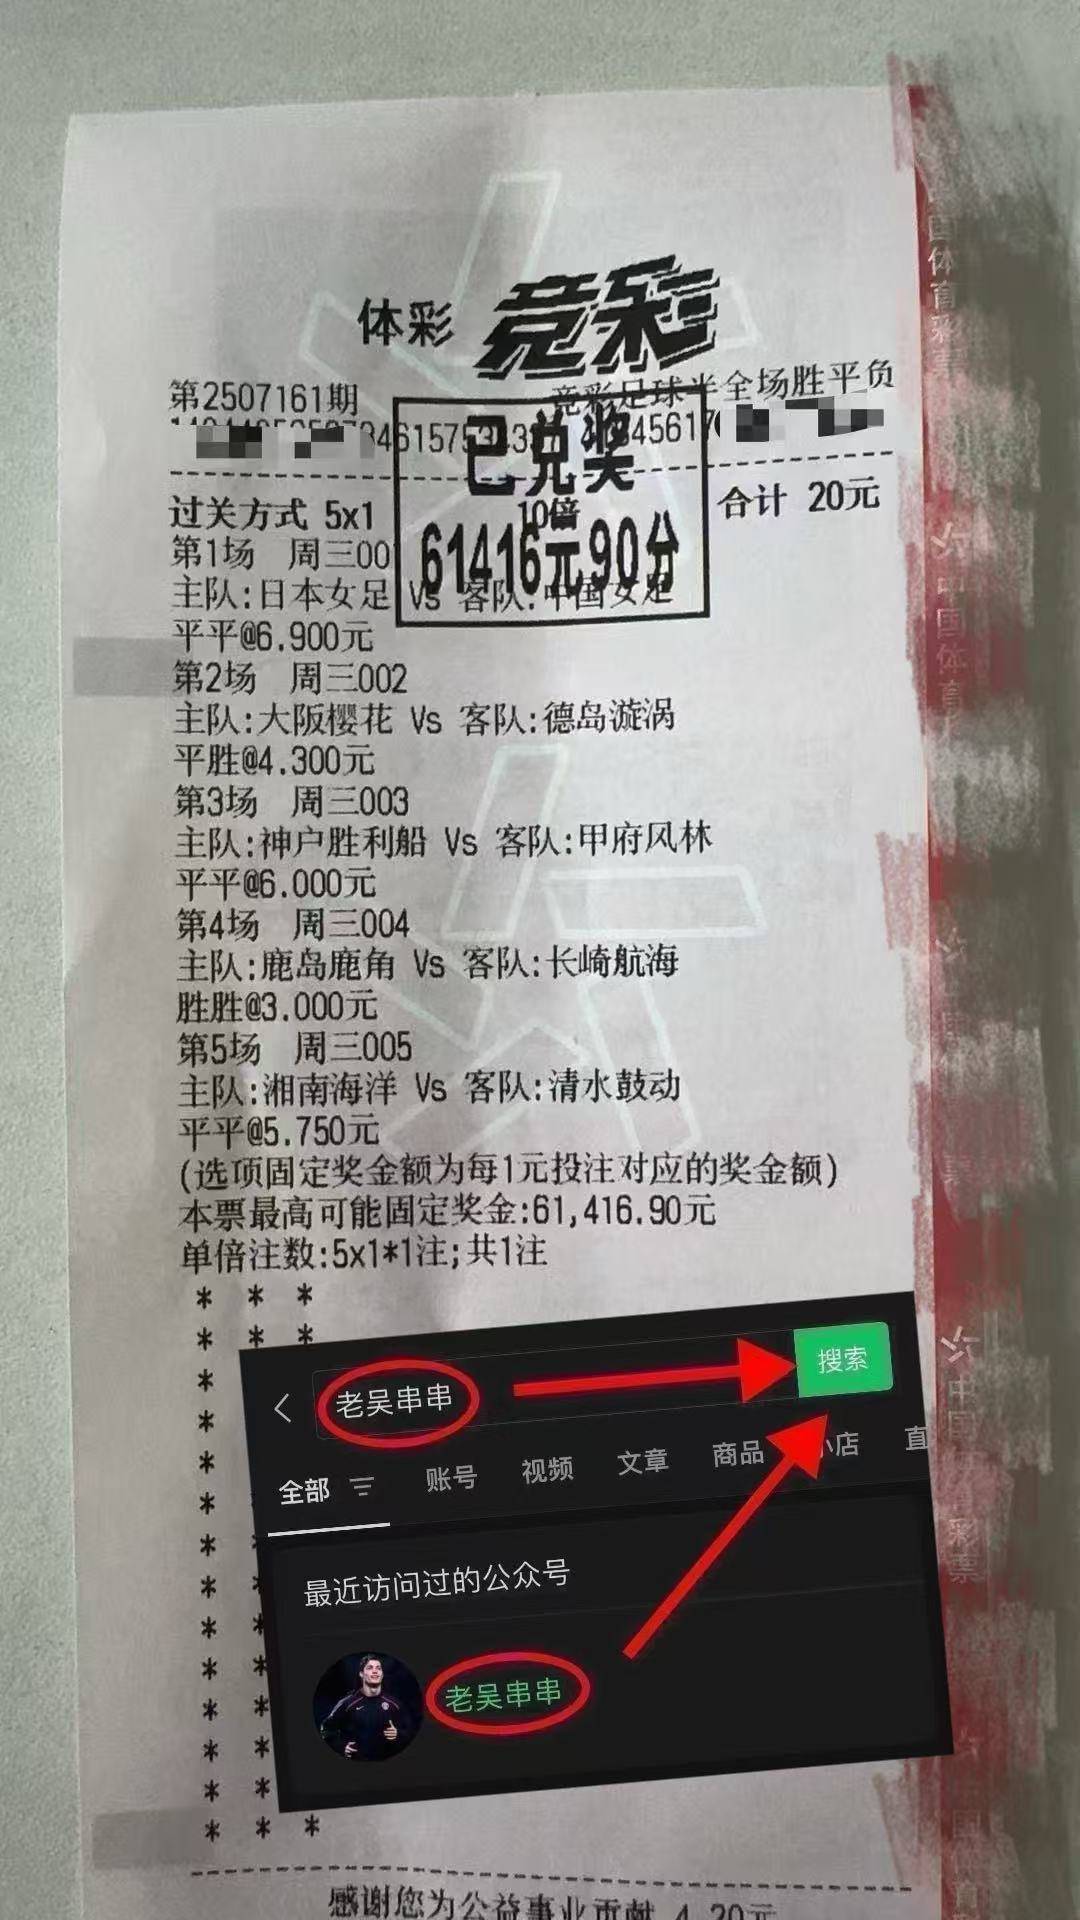 体彩 竞彩
第2507161期
竞彩足球半全场胜平负
已兑奖
61416元90分
过关方式 5x1
10倍
合计 20元
第1场 周三00
主队:日本女足 Vs 客队:中国女足
平平@6.900元
第2场 周三002
主队:大阪樱花 Vs 客队:德岛漩涡
平胜@4.300元
第3场 周三003
主队:神户胜利船 Vs 客队:甲府风林
平平@6.000元
第4场 周三004
主队:鹿岛鹿角 Vs 客队:长崎航海
胜胜@3.000元
第5场 周三005
主队:湘南海洋 Vs 客队:清水鼓动
平平@5.750元
(选项固定奖金额为每1元投注对应的奖金额)
本票最高可能固定奖金:61,416.90元
单倍注数:5x1*1注;共1注
老吴串串
搜索
全部 账号 视频 文章 商品 小店 直
最近访问过的公众号
老吴串串
感谢您为公益事业贡献 4.20元